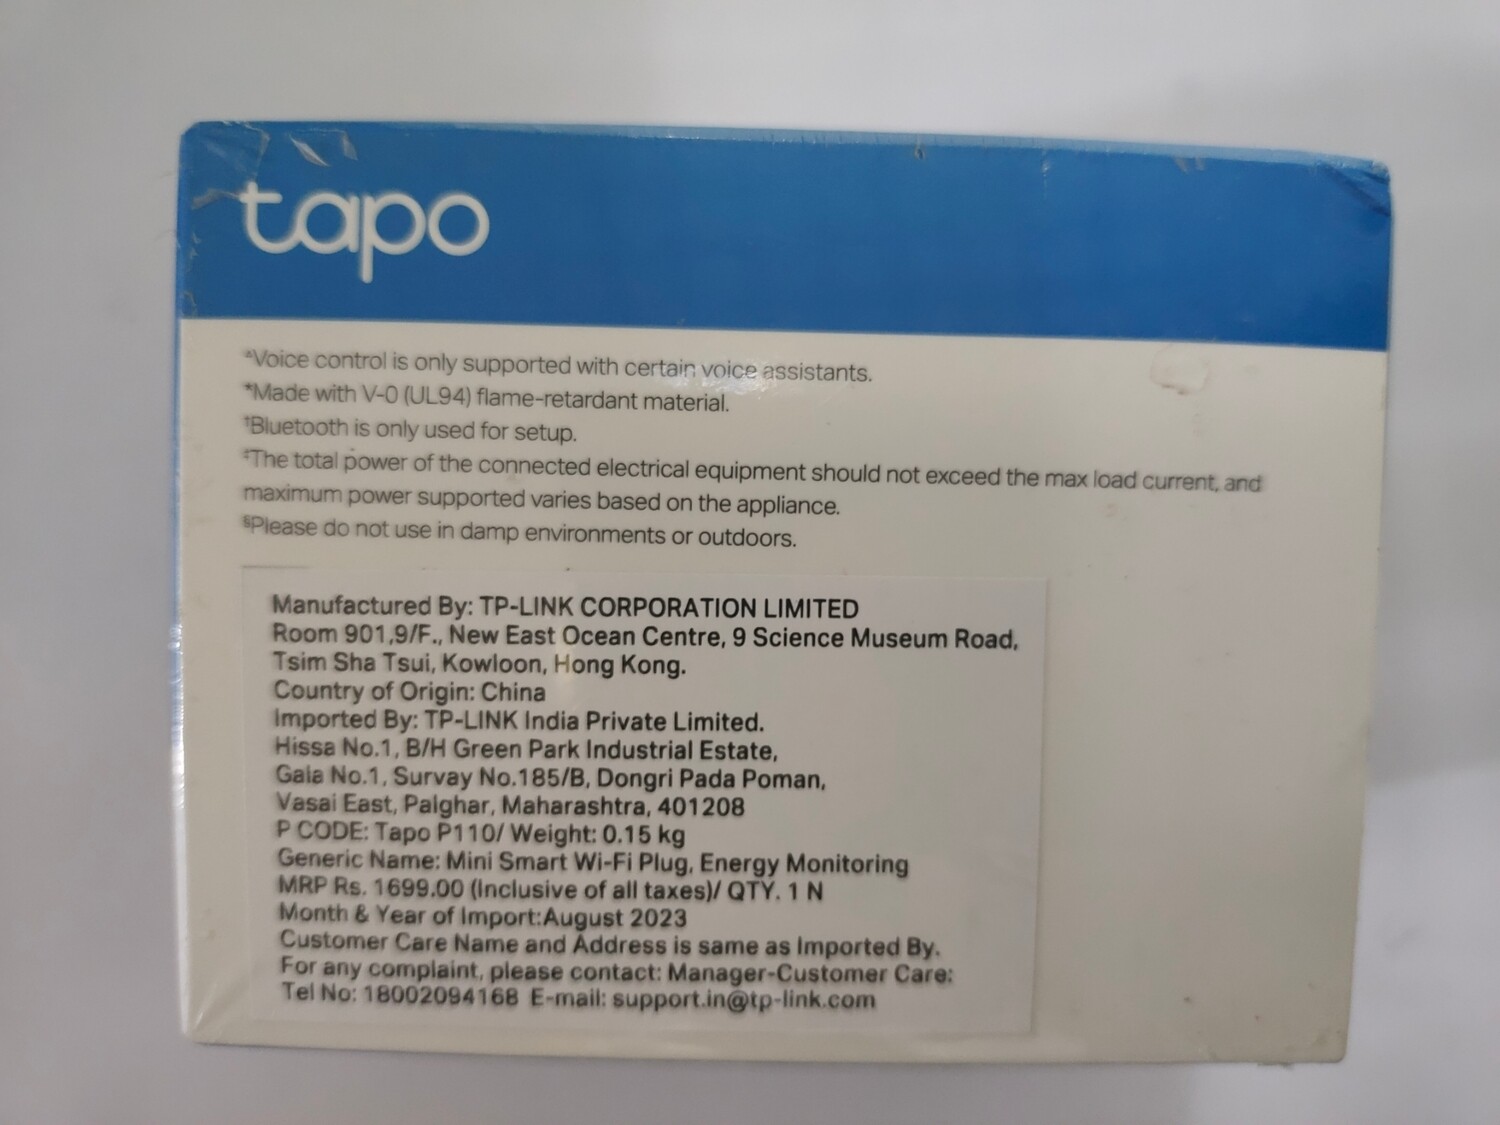 tapo
*Voice control is only supported with certain voice assistants.
*Made with V-0 (UL94) flame-retardant material.
†Bluetooth is only used for setup.
‡The total power of the connected electrical equipment should not exceed the max load current, and
maximum power supported varies based on the appliance.
§Please do not use in damp environments or outdoors.
Manufactured By: TP-LINK CORPORATION LIMITED
Room 901,9/F., New East Ocean Centre, 9 Science Museum Road,
Tsim Sha Tsui, Kowloon, Hong Kong.
Country of Origin: China
Imported By: TP-LINK India Private Limited.
Hissa No.1, B/H Green Park Industrial Estate,
Gala No.1, Survay No.185/B, Dongri Pada Poman,
Vasai East, Palghar, Maharashtra, 401208
P CODE: Tapo P110/ Weight: 0.15 kg
Generic Name: Mini Smart Wi-Fi Plug, Energy Monitoring
MRP Rs. 1699.00 (Inclusive of all taxes)/ QTY. 1 N
Month & Year of Import:August 2023
Customer Care Name and Address is same as Imported By.
For any complaint, please contact: Manager-Customer Care:
Tel No: 18002094168 E-mail: support.in@tp-link.com